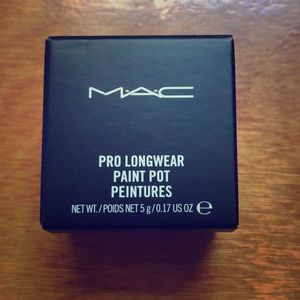 M·A·C
PRO LONGWEAR
PAINT POT
PEINTURES
NET WT. / POIDS NET 5 g / 0.17 US OZ ℮